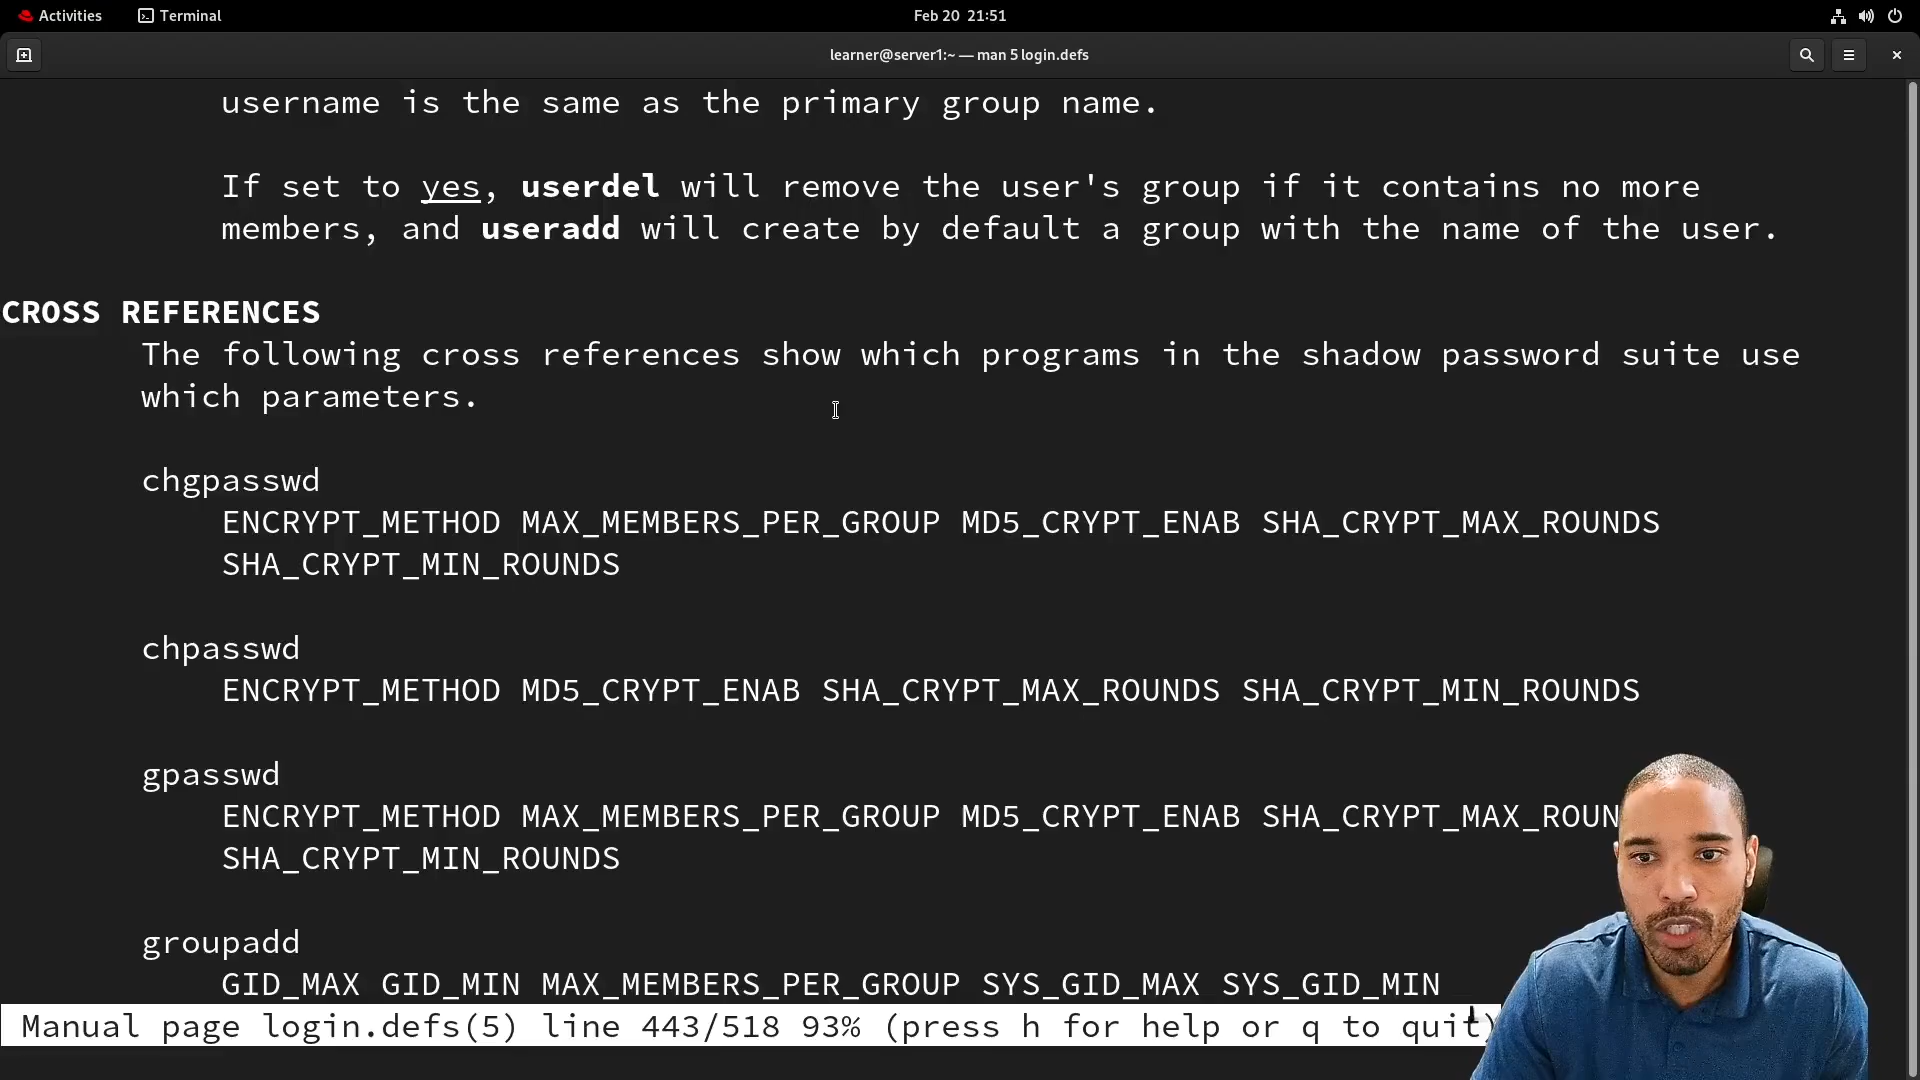 Activities
Terminal
Feb 20 21:51
learner@server1:~ — man 5 login.defs
username is the same as the primary group name.
If set to yes, userdel will remove the user's group if it contains no more
members, and useradd will create by default a group with the name of the user.
CROSS REFERENCES
The following cross references show which programs in the shadow password suite use
which parameters.
chgpasswd
ENCRYPT_METHOD MAX_MEMBERS_PER_GROUP MD5_CRYPT_ENAB SHA_CRYPT_MAX_ROUNDS
SHA_CRYPT_MIN_ROUNDS
chpasswd
ENCRYPT_METHOD MD5_CRYPT_ENAB SHA_CRYPT_MAX_ROUNDS SHA_CRYPT_MIN_ROUNDS
gpasswd
ENCRYPT_METHOD MAX_MEMBERS_PER_GROUP MD5_CRYPT_ENAB SHA_CRYPT_MAX_ROUN
SHA_CRYPT_MIN_ROUNDS
groupadd
GID_MAX GID_MIN MAX_MEMBERS_PER_GROUP SYS_GID_MAX SYS_GID_MIN
Manual page login.defs(5) line 443/518 93% (press h for help or q to quit)